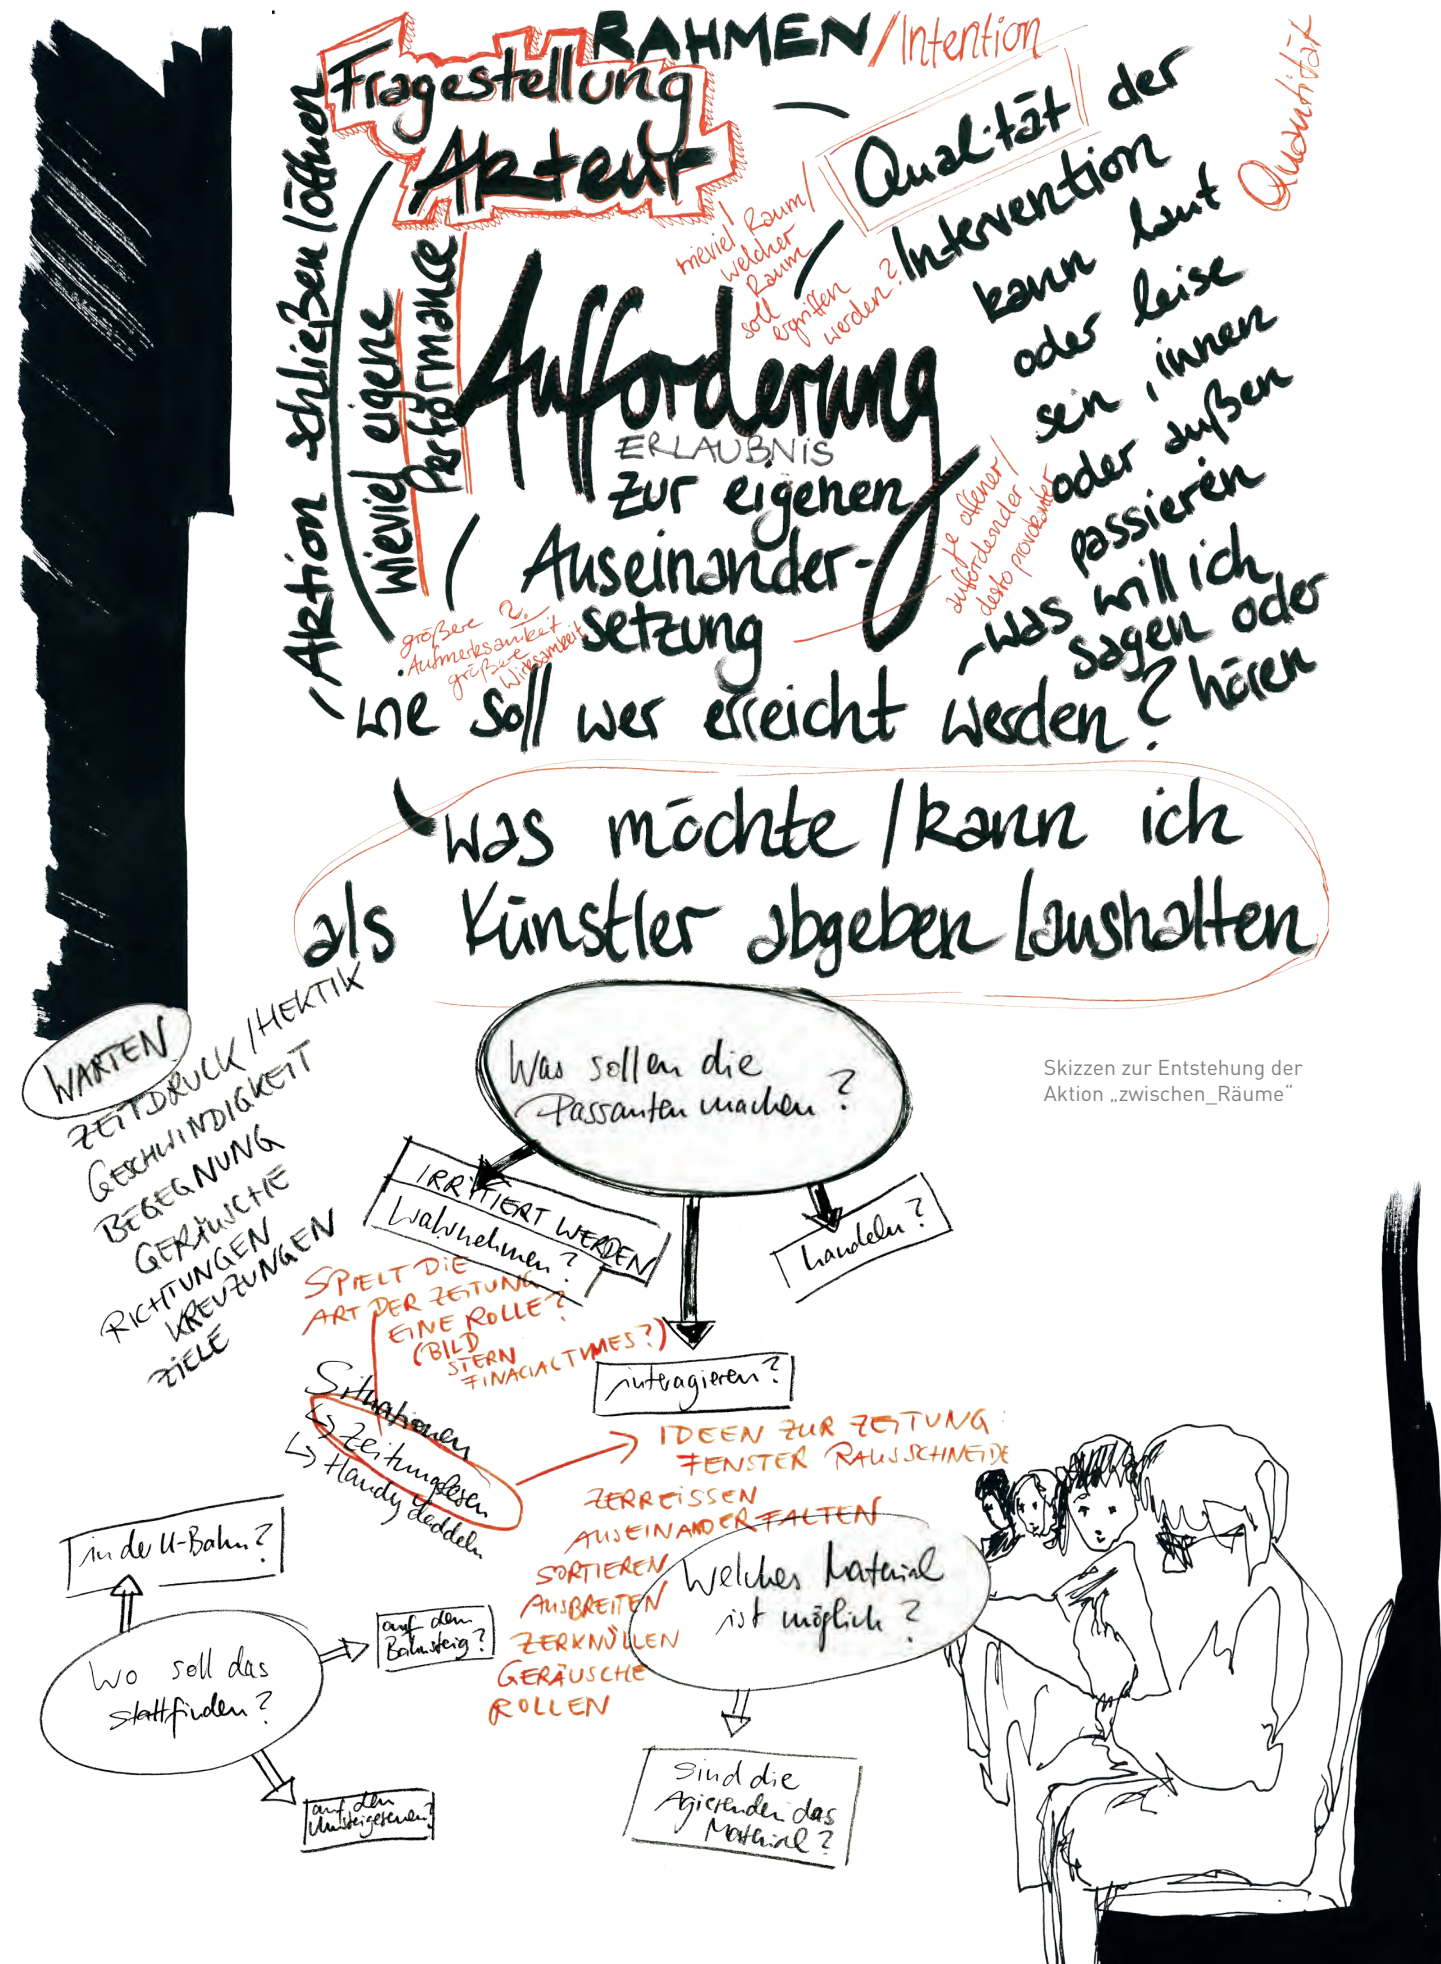 RAHMEN/Intention
Fragestellung
Akteur
Aktion schließen/öffnen
wieviel eigene
Performance
Qualität der
Intervention
kann laut
oder leise
sein, innen
oder außen
passieren
Quantität
wieviel Raum/
welcher
Raum
soll
ergriffen
werden?
Aufforderung
ERLAUBNIS
zur eigenen
Auseinander-
setzung
je offener/
auffordernder
desto provokanter
größere ?
Aufmerksamkeit
größere
Wirksamkeit
was will ich
sagen oder
hören
wie soll wer erreicht werden?
was möchte/kann ich
als Künstler abgeben/aushalten
WARTEN
ZEITDRUCK/HEKTIK
GESCHWINDIGKEIT
BEGEGNUNG
GERÄUSCHE
RICHTUNGEN
KREUZUNGEN
ZIELE
Was sollen die
Passanten machen?
Skizzen zur Entstehung der
Aktion „zwischen_Räume“
IRRITIERT WERDEN
Wahrnehmen?
handeln?
interagieren?
SPIELT DIE
ART DER ZEITUNG
EINE ROLLE?
(BILD
STERN
FINACIALTIMES?)
Situationen
↳ Zeitunglesen
↳ Handy daddeln
IDEEN ZUR ZEITUNG:
FENSTER RAUSSCHNEIDE
ZERREISSEN
AUSEINANDERFALTEN
SORTIEREN
AUSBREITEN
ZERKNÜLLEN
GERÄUSCHE
ROLLEN
Welches Material
ist möglich?
Sind die
Agierenden das
Material?
in der U-Bahn?
Wo soll das
stattfinden?
auf dem
Bahnsteig?
auf den